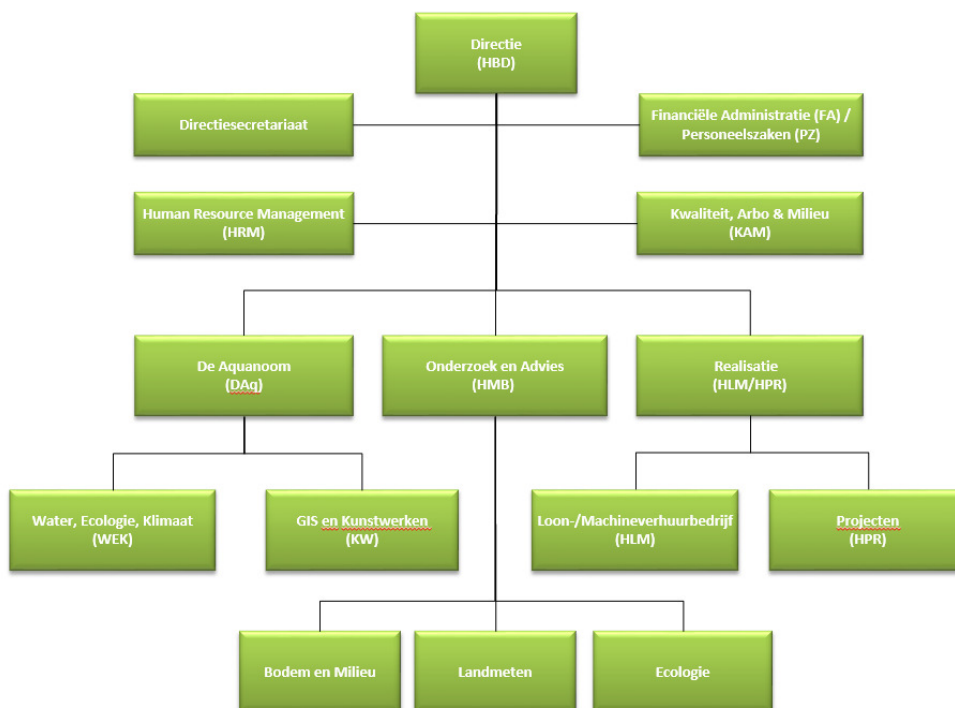 Directie
(HBD)
Directiesecretariaat
Financiële Administratie (FA) /
Personeelszaken (PZ)
Human Resource Management
(HRM)
Kwaliteit, Arbo & Milieu
(KAM)
De Aquanoom
(DAq)
Onderzoek en Advies
(HMB)
Realisatie
(HLM/HPR)
Water, Ecologie, Klimaat
(WEK)
GIS en Kunstwerken
(KW)
Loon-/Machineverhuurbedrijf
(HLM)
Projecten
(HPR)
Bodem en Milieu
Landmeten
Ecologie